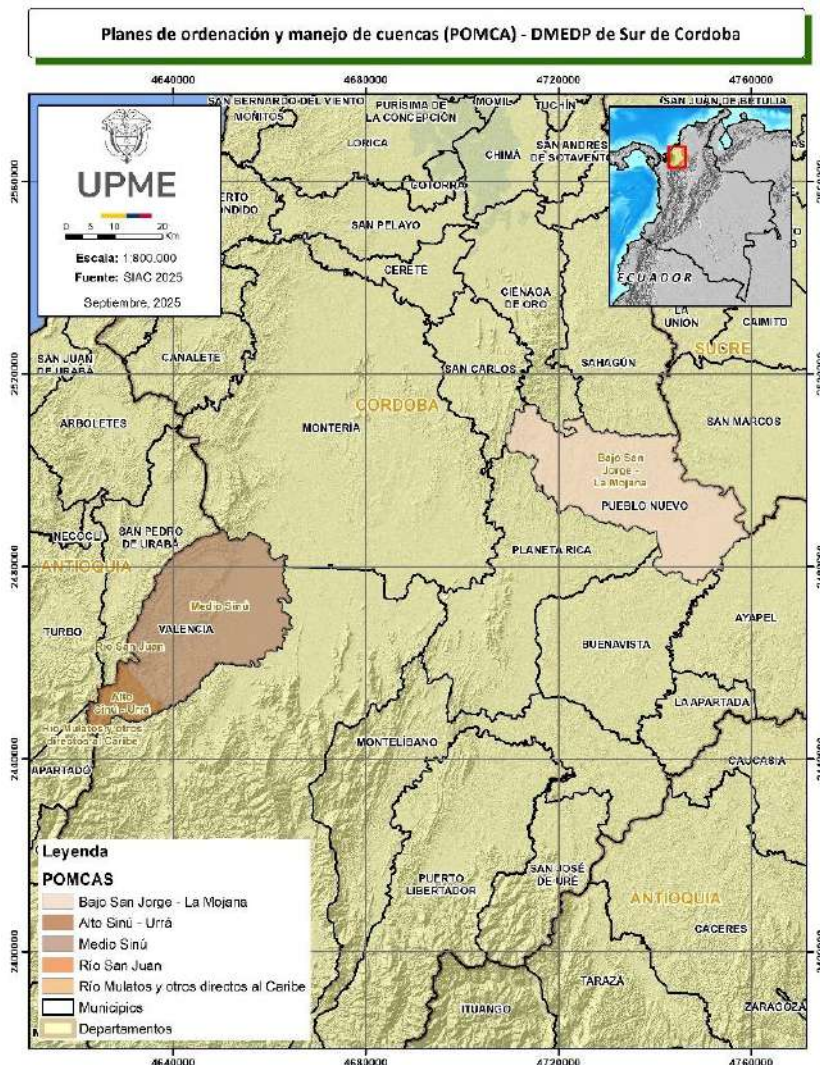 Planes de ordenación y manejo de cuencas (POMCA) - DMEDP de Sur de Cordoba
4640000
4680000
4720000
4760000
SAN BERNARDO DEL VIENTO
MOÑITOS
PURÍSIMA DE
LA CONCEPCIÓN
MOMIL
TUCHÍN
SAN JUAN DE BETULIA
LORICA
CHIMÁ
SAN ANDRÉS
DE SOTAVENTO
COTORRA
SAN PELAYO
CERETÉ
CIÉNAGA
DE ORO
UPME
0 5 10 20
Km
Escala: 1:800.000
Fuente: SIAC 2025
Septiembre, 2025
ECUADOR
LA
UNIÓN
CAIMITO
SUCRE
SAN JUAN
DE URABÁ
CANALETE
SAN CARLOS
SAHAGÚN
2520000
ARBOLETES
CORDOBA
MONTERÍA
SAN MARCOS
Bajo San
Jorge -
La Mojana
PUEBLO NUEVO
NECOCLÍ
SAN PEDRO
DE URABÁ
PLANETA RICA
ANTIOQUIA
2480000
Medio Sinú
TURBO
VALENCIA
Río San Juan
BUENAVISTA
AYAPEL
Alto
Sinú - Urrá
Río Mulatos y otros
directos al Caribe
LA APARTADA
MONTELÍBANO
APARTADÓ
2440000
CAUCASIA
PUERTO
LIBERTADOR
SAN JOSÉ
DE URÉ
ANTIOQUIA
CÁCERES
2400000
TARAZÁ
ITUANGO
ZARAGOZA
Leyenda
POMCAS
Bajo San Jorge - La Mojana
Alto Sinú - Urrá
Medio Sinú
Río San Juan
Río Mulatos y otros directos al Caribe
Municipios
Departamentos
4640000
4680000
4720000
4760000